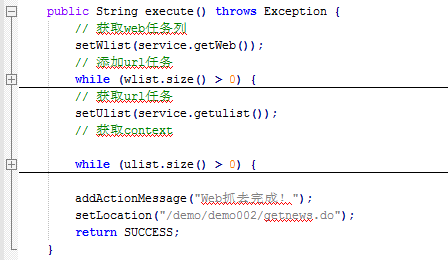 public String execute() throws Exception {
// 获取web任务列
setWlist(service.getWeb());
// 添加url任务
while (wlist.size() > 0) {
// 获取url任务
setUlist(service.getulist());
// 获取context
while (ulist.size() > 0) {
addActionMessage("Web抓去完成！");
setLocation("/demo/demo002/getnews.do");
return SUCCESS;
}